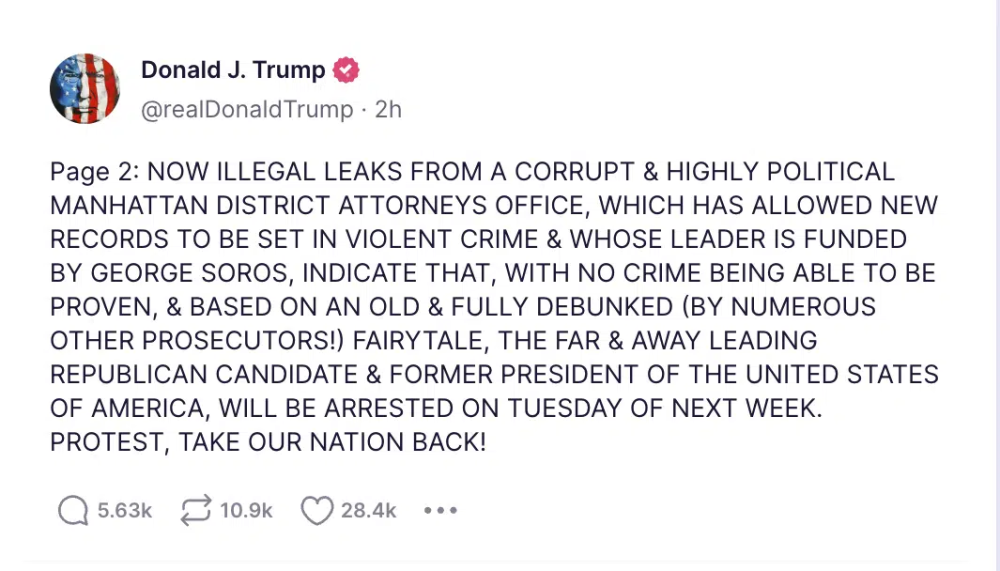 Donald J. Trump
@realDonaldTrump · 2h
Page 2: NOW ILLEGAL LEAKS FROM A CORRUPT & HIGHLY POLITICAL
MANHATTAN DISTRICT ATTORNEYS OFFICE, WHICH HAS ALLOWED NEW
RECORDS TO BE SET IN VIOLENT CRIME & WHOSE LEADER IS FUNDED
BY GEORGE SOROS, INDICATE THAT, WITH NO CRIME BEING ABLE TO BE
PROVEN, & BASED ON AN OLD & FULLY DEBUNKED (BY NUMEROUS
OTHER PROSECUTORS!) FAIRYTALE, THE FAR & AWAY LEADING
REPUBLICAN CANDIDATE & FORMER PRESIDENT OF THE UNITED STATES
OF AMERICA, WILL BE ARRESTED ON TUESDAY OF NEXT WEEK.
PROTEST, TAKE OUR NATION BACK!
5.63k 10.9k 28.4k